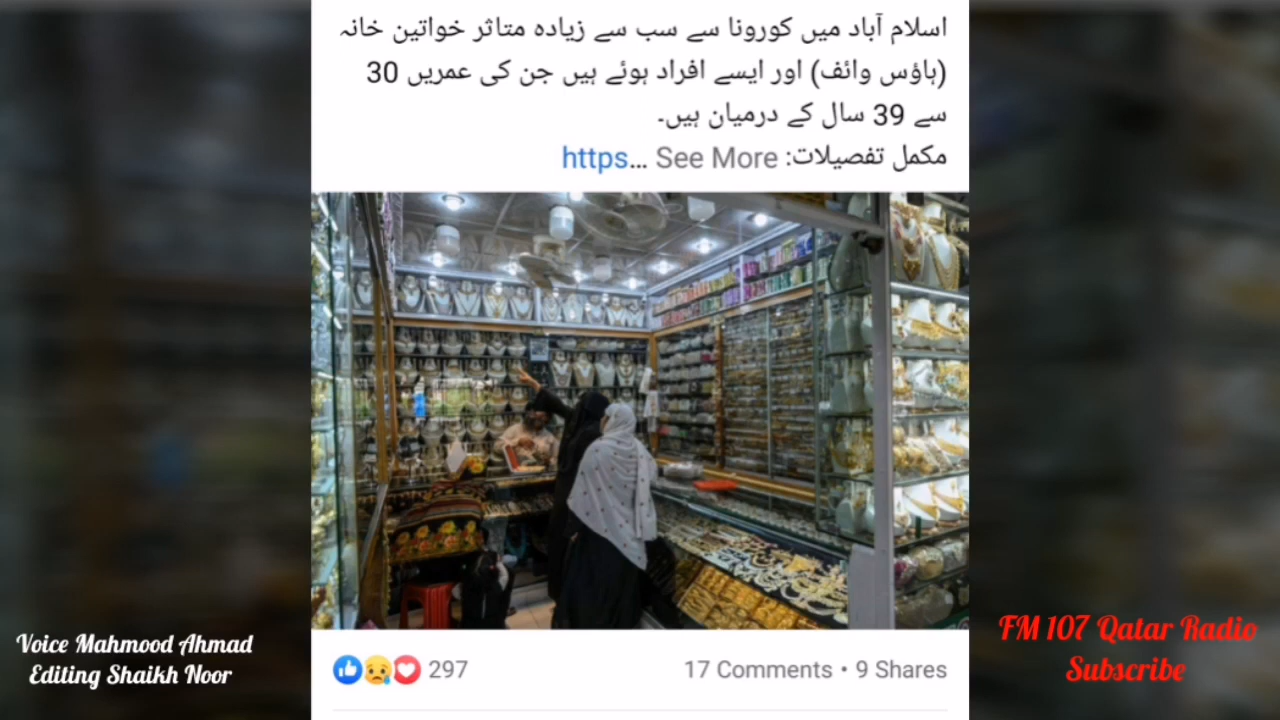 اسلام آباد میں کورونا سے سب سے زیادہ متاثر خواتین خانہ
(ہاؤس وائف) اور ایسے افراد ہوئے ہیں جن کی عمریں 30
سے 39 سال کے درمیان ہیں۔
مکمل تفصیلات: https... See More
297
17 Comments • 9 Shares
Voice Mahmood Ahmad
Editing Shaikh Noor
FM 107 Qatar Radio
Subscribe